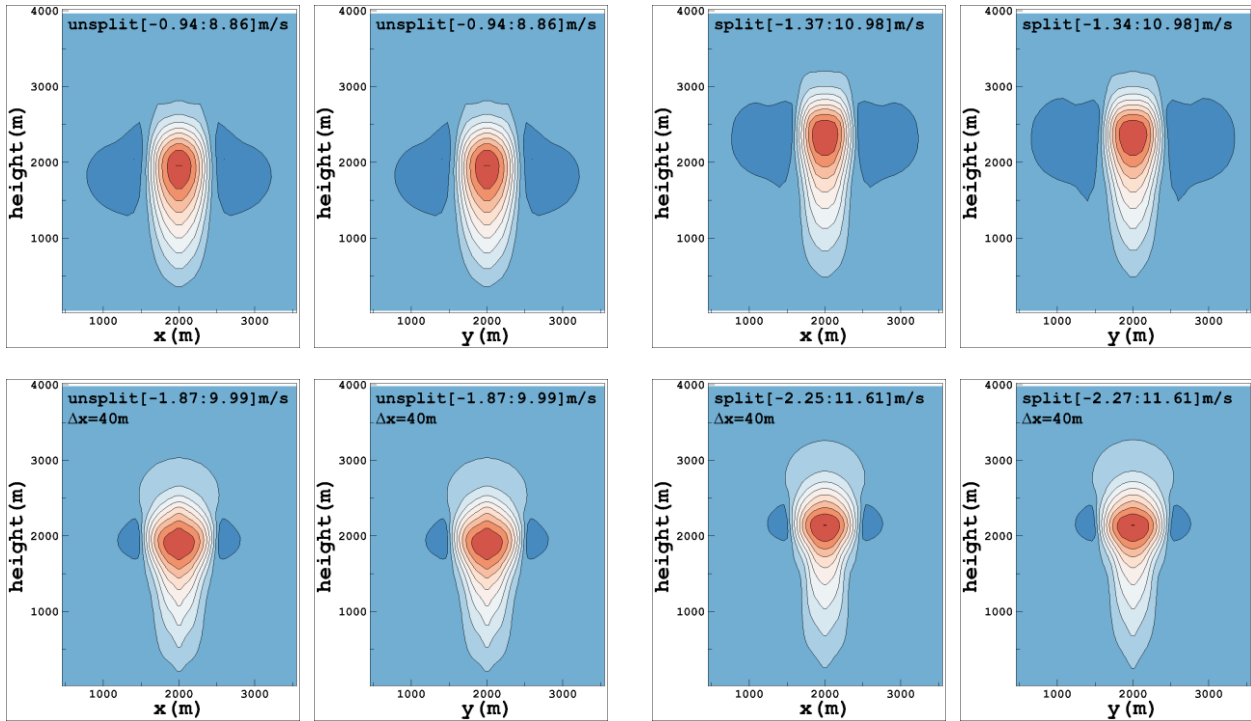 unsplit[-0.94:8.86]m/s
4000
3000
2000
1000
height(m)
1000 2000 3000
x(m)
unsplit[-0.94:8.86]m/s
4000
3000
2000
1000
height(m)
1000 2000 3000
y(m)
split[-1.37:10.98]m/s
4000
3000
2000
1000
height(m)
1000 2000 3000
x(m)
split[-1.34:10.98]m/s
4000
3000
2000
1000
height(m)
1000 2000 3000
y(m)
unsplit[-1.87:9.99]m/s
Δx=40m
4000
3000
2000
1000
height(m)
1000 2000 3000
x(m)
unsplit[-1.87:9.99]m/s
Δx=40m
4000
3000
2000
1000
height(m)
1000 2000 3000
y(m)
split[-2.25:11.61]m/s
Δx=40m
4000
3000
2000
1000
height(m)
1000 2000 3000
x(m)
split[-2.27:11.61]m/s
Δx=40m
4000
3000
2000
1000
height(m)
1000 2000 3000
y(m)